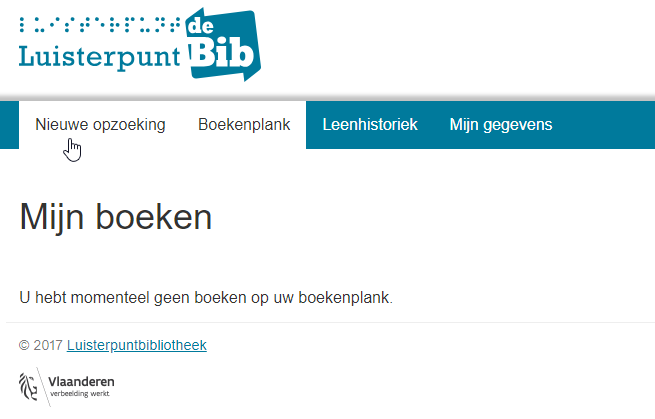 ⠇⠥⠊⠎⠞⠑⠗⠏⠥⠝⠞
Luisterpunt
de
Bib
Nieuwe opzoeking Boekenplank Leenhistoriek Mijn gegevens
Mijn boeken
U hebt momenteel geen boeken op uw boekenplank.
© 2017 Luisterpuntbibliotheek
Vlaanderen
verbeelding werkt